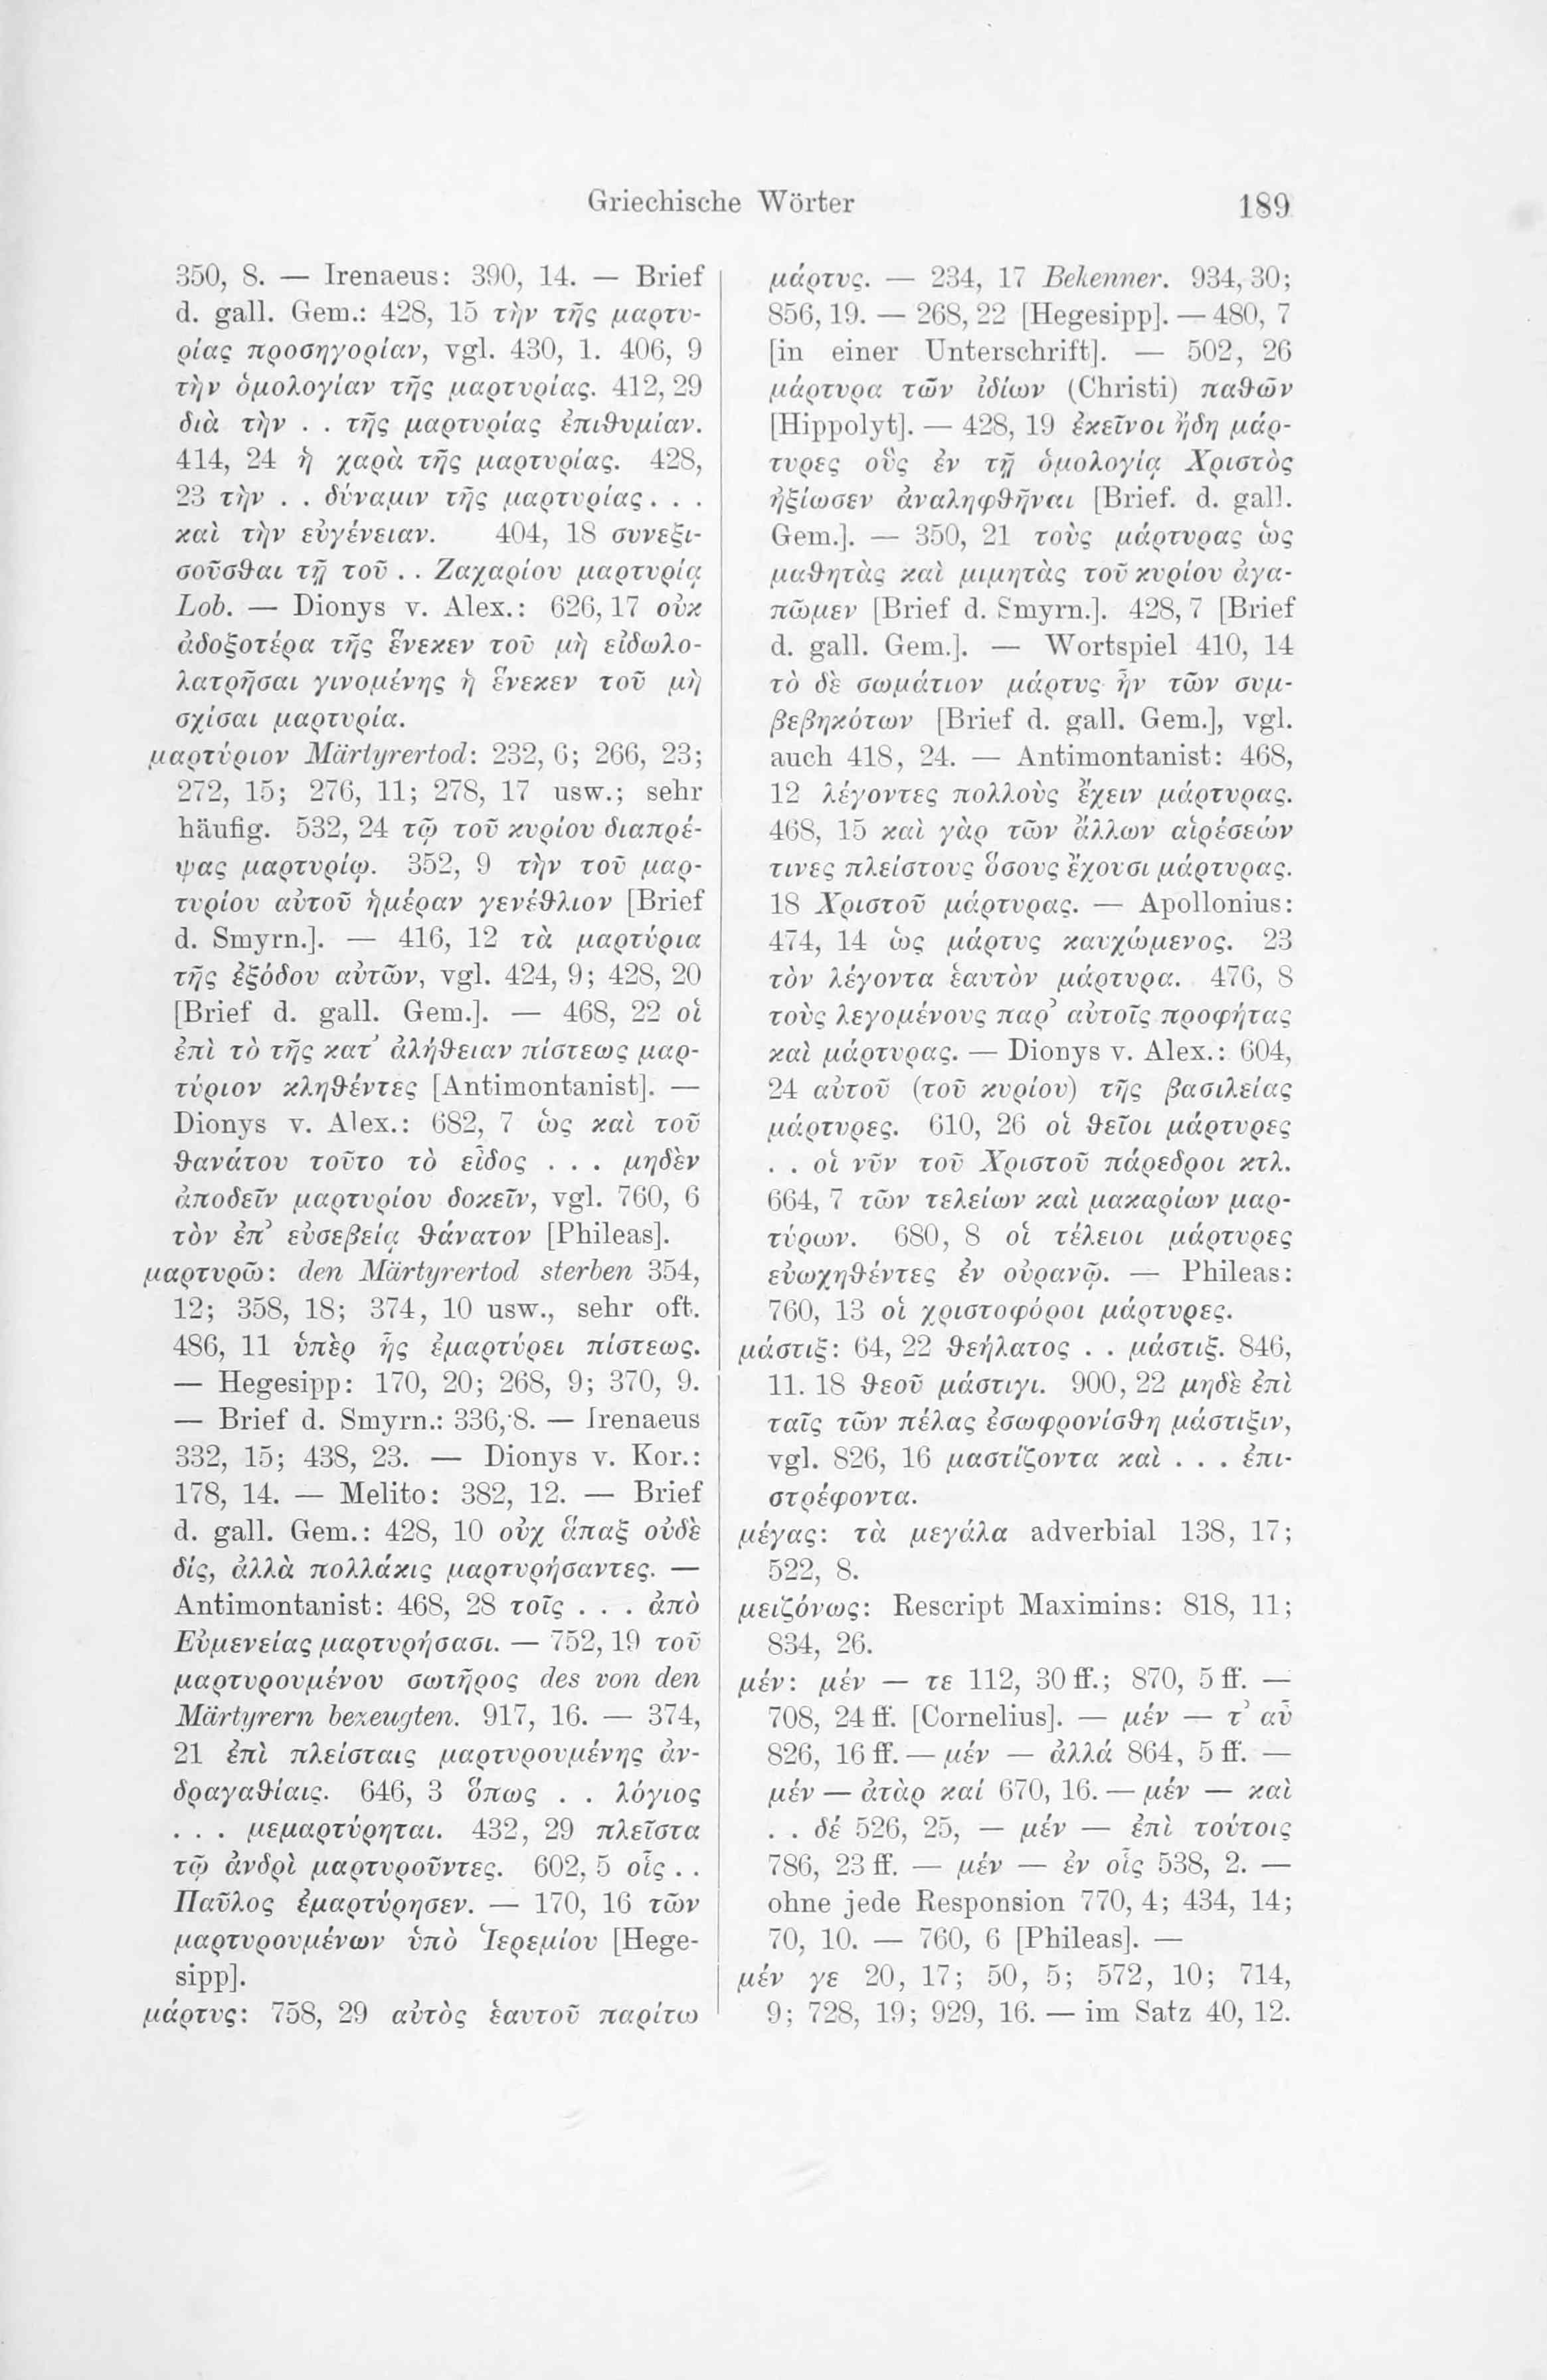 Griechische Wörter 189
350, 8. — Irenaeus: 390, 14. — Brief
d. gall. Gem.: 428, 15 τὴν τῆς μαρτυ-
ρίας προσηγορίαν, vgl. 430, 1. 406, 9
τὴν ὁμολογίαν τῆς μαρτυρίας. 412, 29
διὰ τὴν . . τῆς μαρτυρίας ἐπιθυμίαν.
414, 24 ἡ χαρὰ τῆς μαρτυρίας. 428,
23 τὴν . . δύναμιν τῆς μαρτυρίας . . .
καὶ τὴν εὐγένειαν. 404, 18 συνεξι-
σοῦσθαι τῇ τοῦ . . Ζαχαρίου μαρτυρίᾳ
Lob. — Dionys v. Alex.: 626, 17 οὐκ
ἀδοξοτέρα τῆς ἕνεκεν τοῦ μὴ εἰδωλο-
λατρῆσαι γινομένης ἡ ἕνεκεν τοῦ μὴ
σχίσαι μαρτυρία.
μαρτύριον Märtyrertod: 232, 6; 266, 23;
272, 15; 276, 11; 278, 17 usw.; sehr
häufig. 532, 24 τῷ τοῦ κυρίου διαπρέ-
ψας μαρτυρίῳ. 352, 9 τὴν τοῦ μαρ-
τυρίου αὐτοῦ ἡμέραν γενέθλιον [Brief
d. Smyrn.]. — 416, 12 τὰ μαρτύρια
τῆς ἐξόδου αὐτῶν, vgl. 424, 9; 428, 20
[Brief d. gall. Gem.]. — 468, 22 οἱ
ἐπὶ τὸ τῆς κατ' ἀλήθειαν πίστεως μαρ-
τύριον κληθέντες [Antimontanist]. —
Dionys v. Alex.: 682, 7 ὡς καὶ τοῦ
θανάτου τοῦτο τὸ εἶδος . . . μηδὲν
ἀποδεῖν μαρτυρίου δοκεῖν, vgl. 760, 6
τὸν ἐπ' εὐσεβείᾳ θάνατον [Phileas].
μαρτυρῶ: den Märtyrertod sterben 354,
12; 358, 18; 374, 10 usw., sehr oft.
486, 11 ὑπὲρ ἧς ἐμαρτύρει πίστεως.
— Hegesipp: 170, 20; 268, 9; 370, 9.
— Brief d. Smyrn.: 336, 8. — Irenaeus
332, 15; 438, 23. — Dionys v. Kor.:
178, 14. — Melito: 382, 12. — Brief
d. gall. Gem.: 428, 10 οὐχ ἅπαξ οὐδὲ
δίς, ἀλλὰ πολλάκις μαρτυρήσαντες. —
Antimontanist: 468, 28 τοῖς . . . ἀπὸ
Εὐμενείας μαρτυρήσασι. — 752, 19 τοῦ
μαρτυρουμένου σωτῆρος des von den
Märtyrern bezeugten. 917, 16. — 374,
21 ἐπὶ πλείσταις μαρτυρουμένης ἀν-
δραγαθίαις. 646, 3 ὅπως . . λόγιος
. . . μεμαρτύρηται. 432, 29 πλεῖστα
τῷ ἀνδρὶ μαρτυροῦντες. 602, 5 οἷς . .
Παῦλος ἐμαρτύρησεν. — 170, 16 τῶν
μαρτυρουμένων ὑπὸ Ἱερεμίου [Hege-
sipp].
μάρτυς: 758, 29 αὐτὸς ἑαυτοῦ παρίτω
μάρτυς. — 234, 17 Bekenner. 934, 30;
856, 19. — 268, 22 [Hegesipp]. — 480, 7
[in einer Unterschrift]. — 502, 26
μάρτυρα τῶν ἰδίων (Christi) παθῶν
[Hippolyt]. — 428, 19 ἐκεῖνοι ἤδη μάρ-
τυρες οὓς ἐν τῇ ὁμολογίᾳ Χριστὸς
ἠξίωσεν ἀναληφθῆναι [Brief. d. gall.
Gem.]. — 350, 21 τοὺς μάρτυρας ὡς
μαθητὰς καὶ μιμητὰς τοῦ κυρίου ἀγα-
πῶμεν [Brief d. Smyrn.]. 428, 7 [Brief
d. gall. Gem.]. — Wortspiel 410, 14
τὸ δὲ σωμάτιον μάρτυς ἦν τῶν συμ-
βεβηκότων [Brief d. gall. Gem.], vgl.
auch 418, 24. — Antimontanist: 468,
12 λέγοντες πολλοὺς ἔχειν μάρτυρας.
468, 15 καὶ γὰρ τῶν ἄλλων αἱρέσεών
τινες πλείστους ὅσους ἔχουσι μάρτυρας.
18 Χριστοῦ μάρτυρας. — Apollonius:
474, 14 ὡς μάρτυς καυχώμενος. 23
τὸν λέγοντα ἑαυτὸν μάρτυρα. 476, 8
τοὺς λεγομένους παρ' αὐτοῖς προφήτας
καὶ μάρτυρας. — Dionys v. Alex.: 604,
24 αὐτοῦ (τοῦ κυρίου) τῆς βασιλείας
μάρτυρες. 610, 26 οἱ θεῖοι μάρτυρες
. . οἱ νῦν τοῦ Χριστοῦ πάρεδροι κτλ.
664, 7 τῶν τελείων καὶ μακαρίων μαρ-
τύρων. 680, 8 οἱ τέλειοι μάρτυρες
εὐωχηθέντες ἐν οὐρανῷ. — Phileas:
760, 13 οἱ χριστοφόροι μάρτυρες.
μάστιξ: 64, 22 θεήλατος . . μάστιξ. 846,
11. 18 θεοῦ μάστιγι. 900, 22 μηδὲ ἐπὶ
ταῖς τῶν πέλας ἐσωφρονίσθη μάστιξιν,
vgl. 826, 16 μαστίζοντα καὶ . . . ἐπι-
στρέφοντα.
μέγας: τὰ μεγάλα adverbial 138, 17;
522, 8.
μειζόνως: Rescript Maximins: 818, 11;
834, 26.
μέν: μέν — τε 112, 30 ff.; 870, 5 ff. —
708, 24 ff. [Cornelius]. — μέν — τ' αὖ
826, 16 ff. — μέν — ἀλλά 864, 5 ff. —
μέν — ἀτὰρ καί 670, 16. — μέν — καὶ
. . δέ 526, 25, — μέν — ἐπὶ τούτοις
786, 23 ff. — μέν — ἐν οἷς 538, 2. —
ohne jede Responsion 770, 4; 434, 14;
70, 10. — 760, 6 [Phileas]. —
μέν γε 20, 17; 50, 5; 572, 10; 714,
9; 728, 19; 929, 16. — im Satz 40, 12.